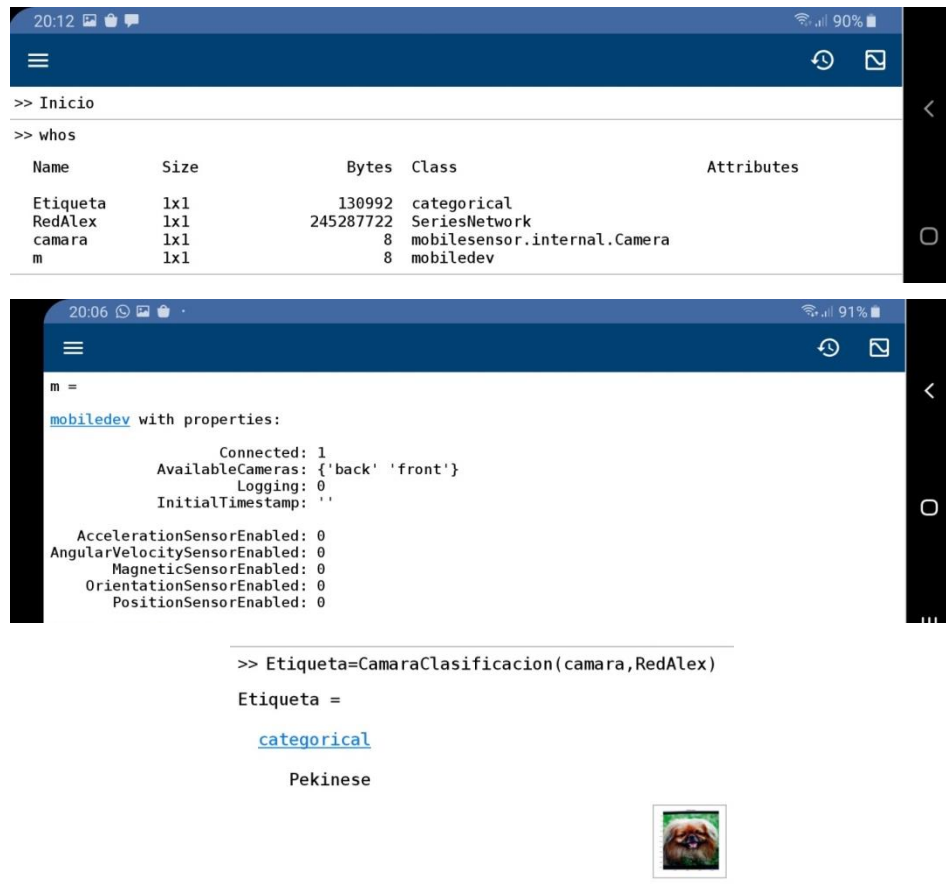 20:12 90%
>> Inicio
>> whos
Name Size Bytes Class Attributes
Etiqueta 1x1 130992 categorical
RedAlex 1x1 245287722 SeriesNetwork
camara 1x1 8 mobilesensor.internal.Camera
m 1x1 8 mobiledev
20:06 91%
m =
mobiledev with properties:
Connected: 1
AvailableCameras: {'back' 'front'}
Logging: 0
InitialTimestamp: ''
AccelerationSensorEnabled: 0
AngularVelocitySensorEnabled: 0
MagneticSensorEnabled: 0
OrientationSensorEnabled: 0
PositionSensorEnabled: 0
>> Etiqueta=CamaraClasificacion(camara,RedAlex)
Etiqueta =
categorical
Pekinese